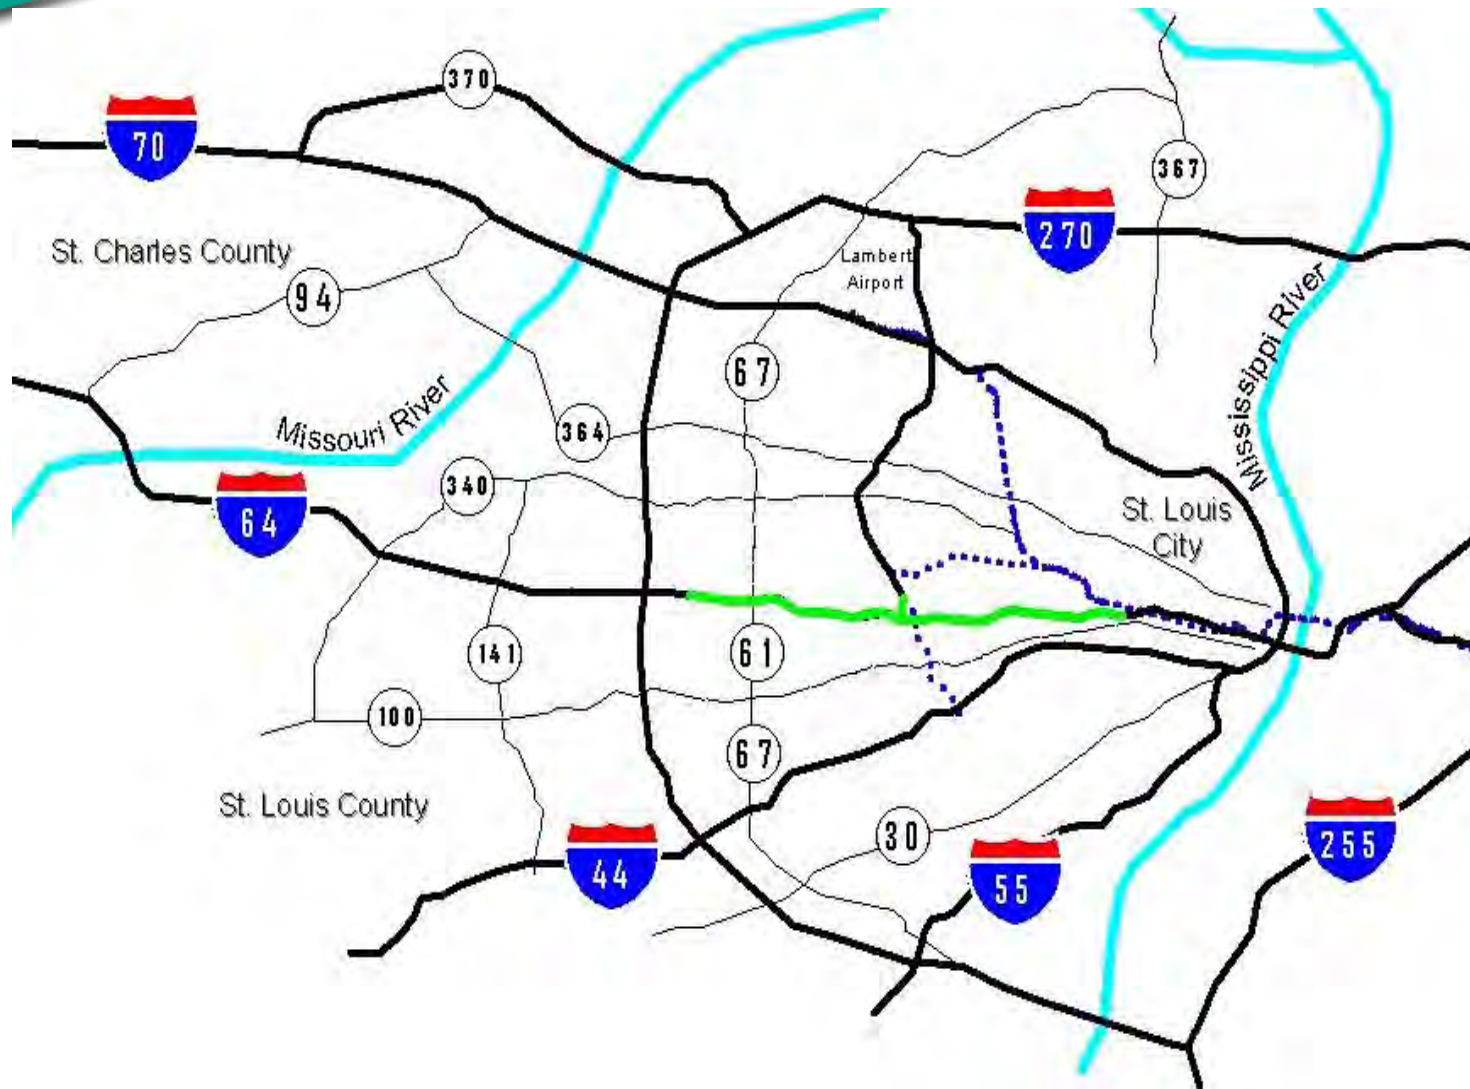 370
70
367
270
St. Charles County
Lambert
Airport
94
Mississippi River
67
Missouri River
364
340
64
St. Louis
City
141
61
100
67
St. Louis County
30
255
44
55